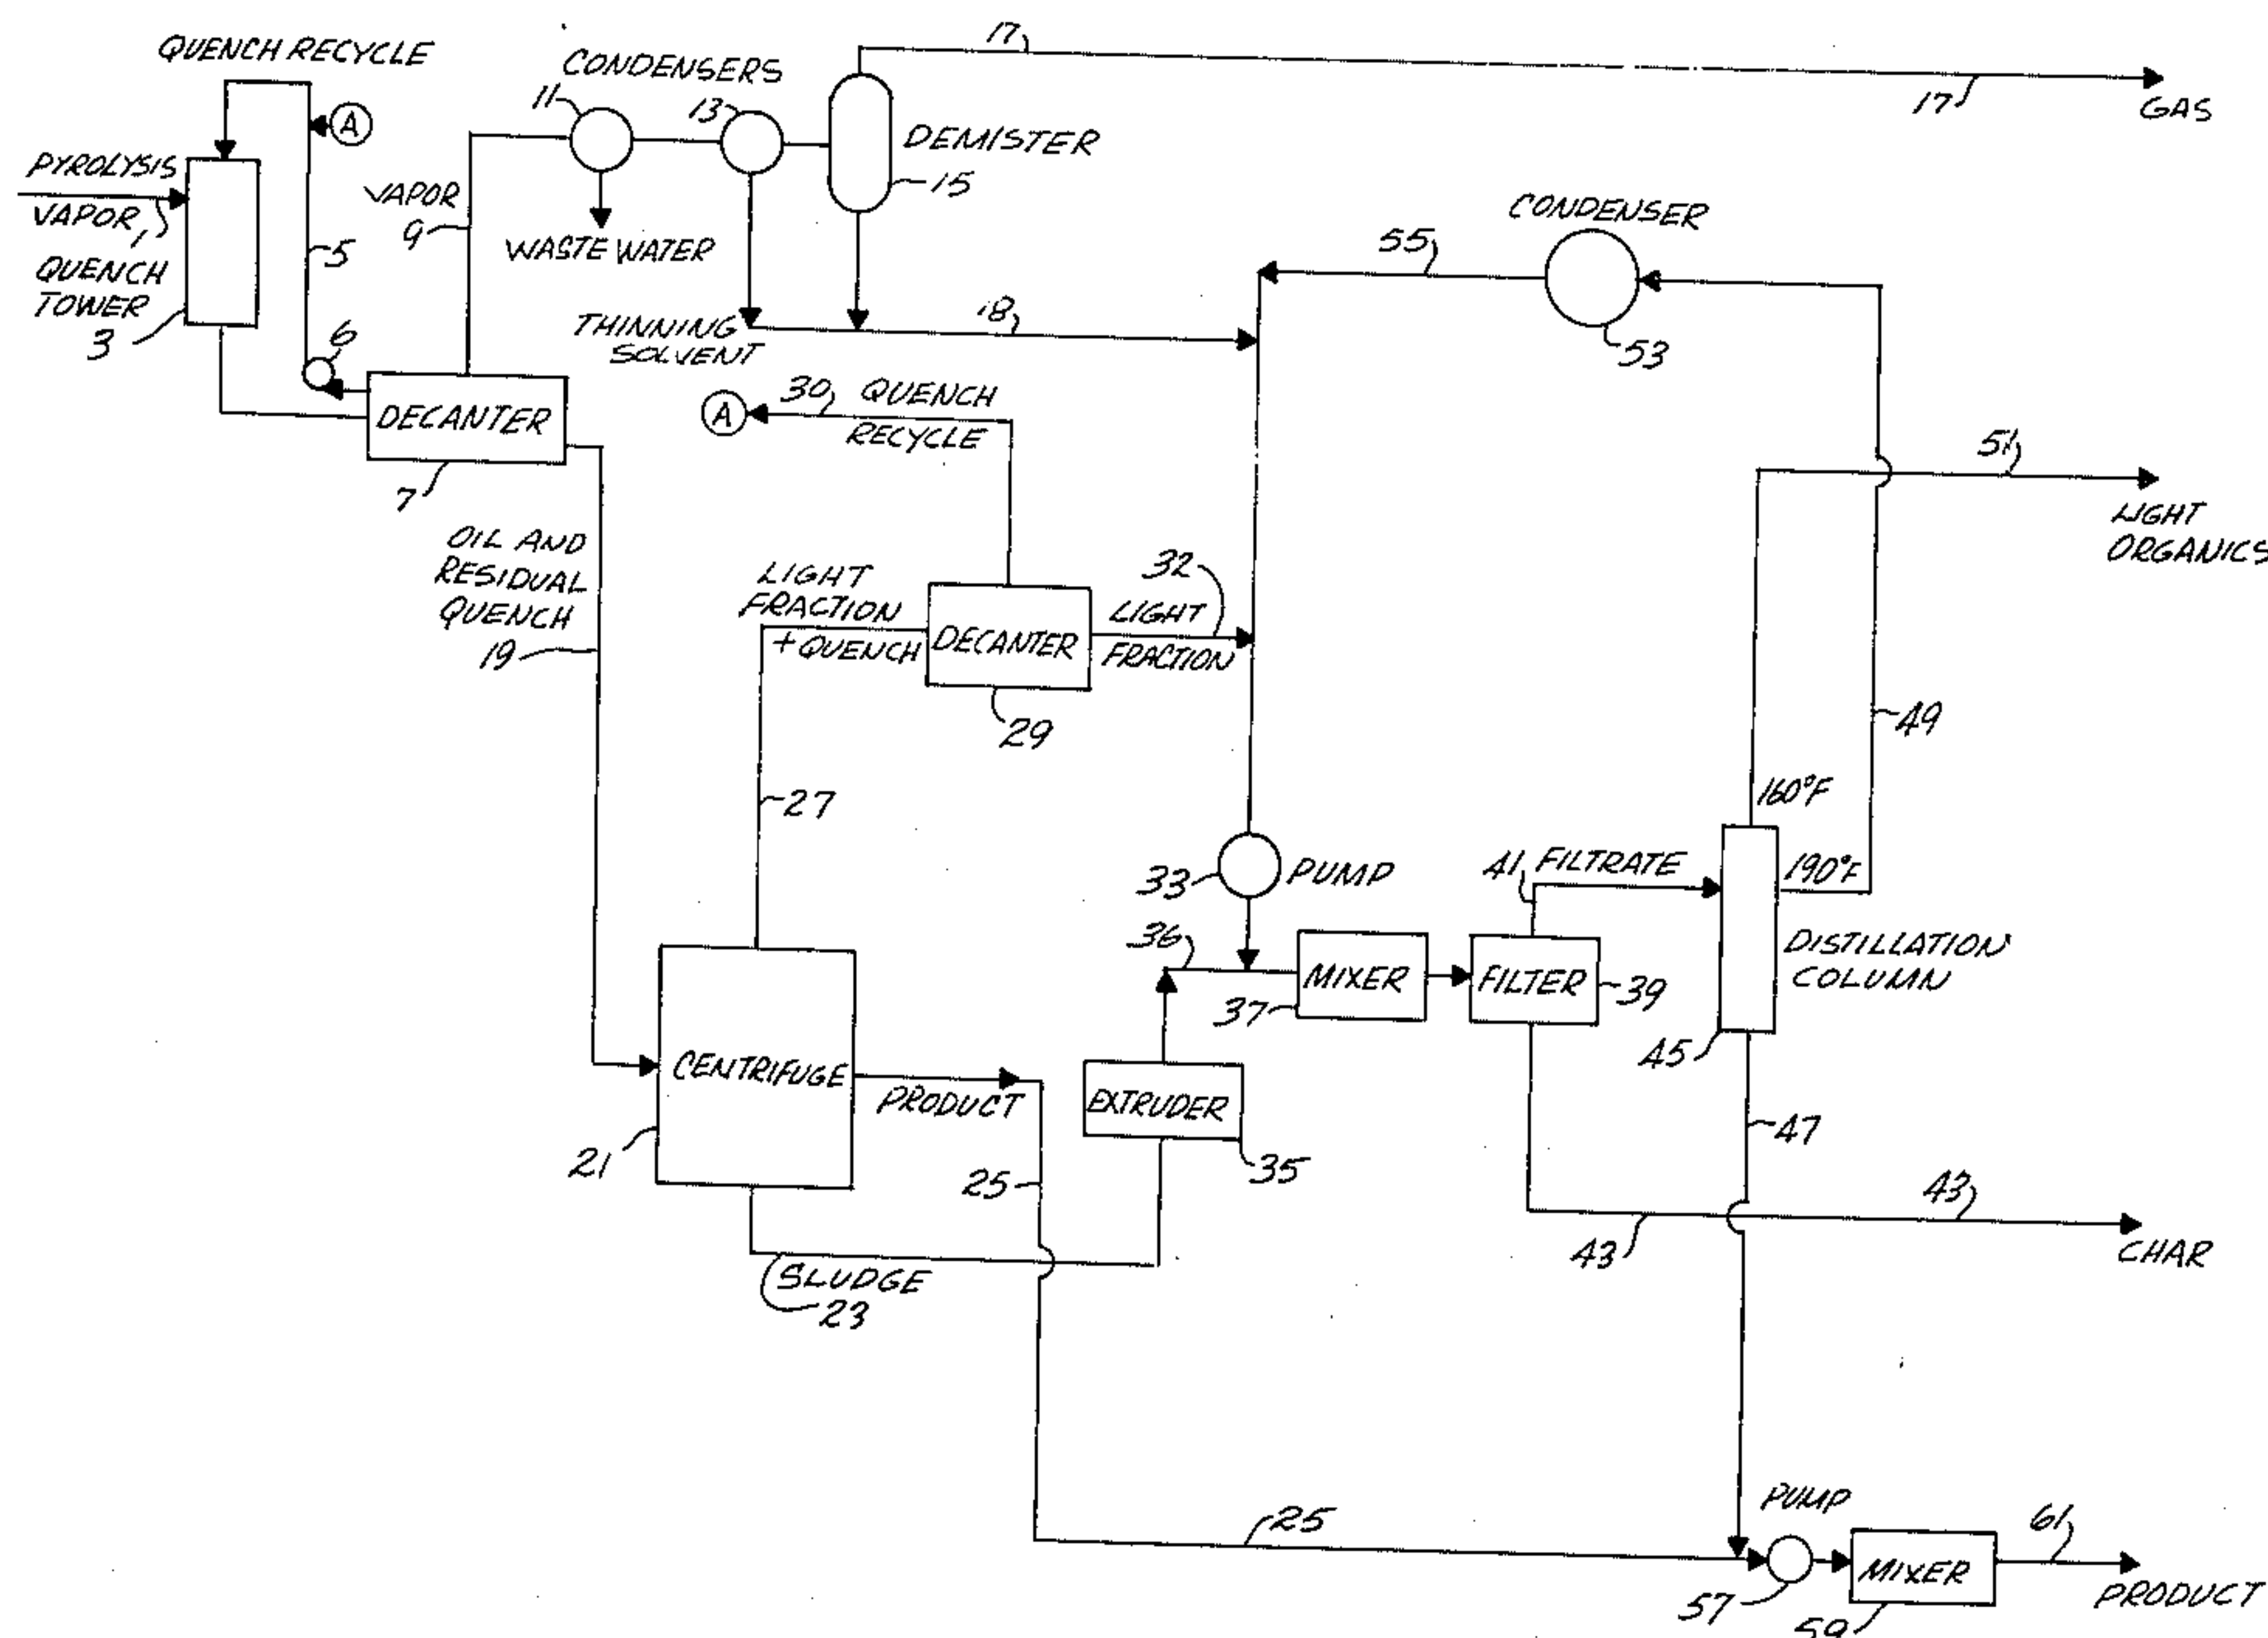 QUENCH RECYCLE
A
PYROLYSIS
VAPOR
1
QUENCH
TOWER
3
5
6
DECANTER
7
VAPOR
9
CONDENSERS
11
13
WASTE WATER
DEMISTER
15
17
17
GAS
THINNING
SOLVENT
18
CONDENSER
55
53
A
30 QUENCH
RECYCLE
51
LIGHT
ORGANICS
OIL AND
RESIDUAL
QUENCH
19
LIGHT
FRACTION
+ QUENCH
DECANTER
29
32
LIGHT
FRACTION
49
27
160°F
190°F
33
PUMP
41 FILTRATE
36
MIXER
37
FILTER
39
DISTILLATION
COLUMN
45
CENTRIFUGE
21
PRODUCT
25
EXTRUDER
35
47
43
43
CHAR
SLUDGE
23
25
PUMP
57
MIXER
59
61
PRODUCT